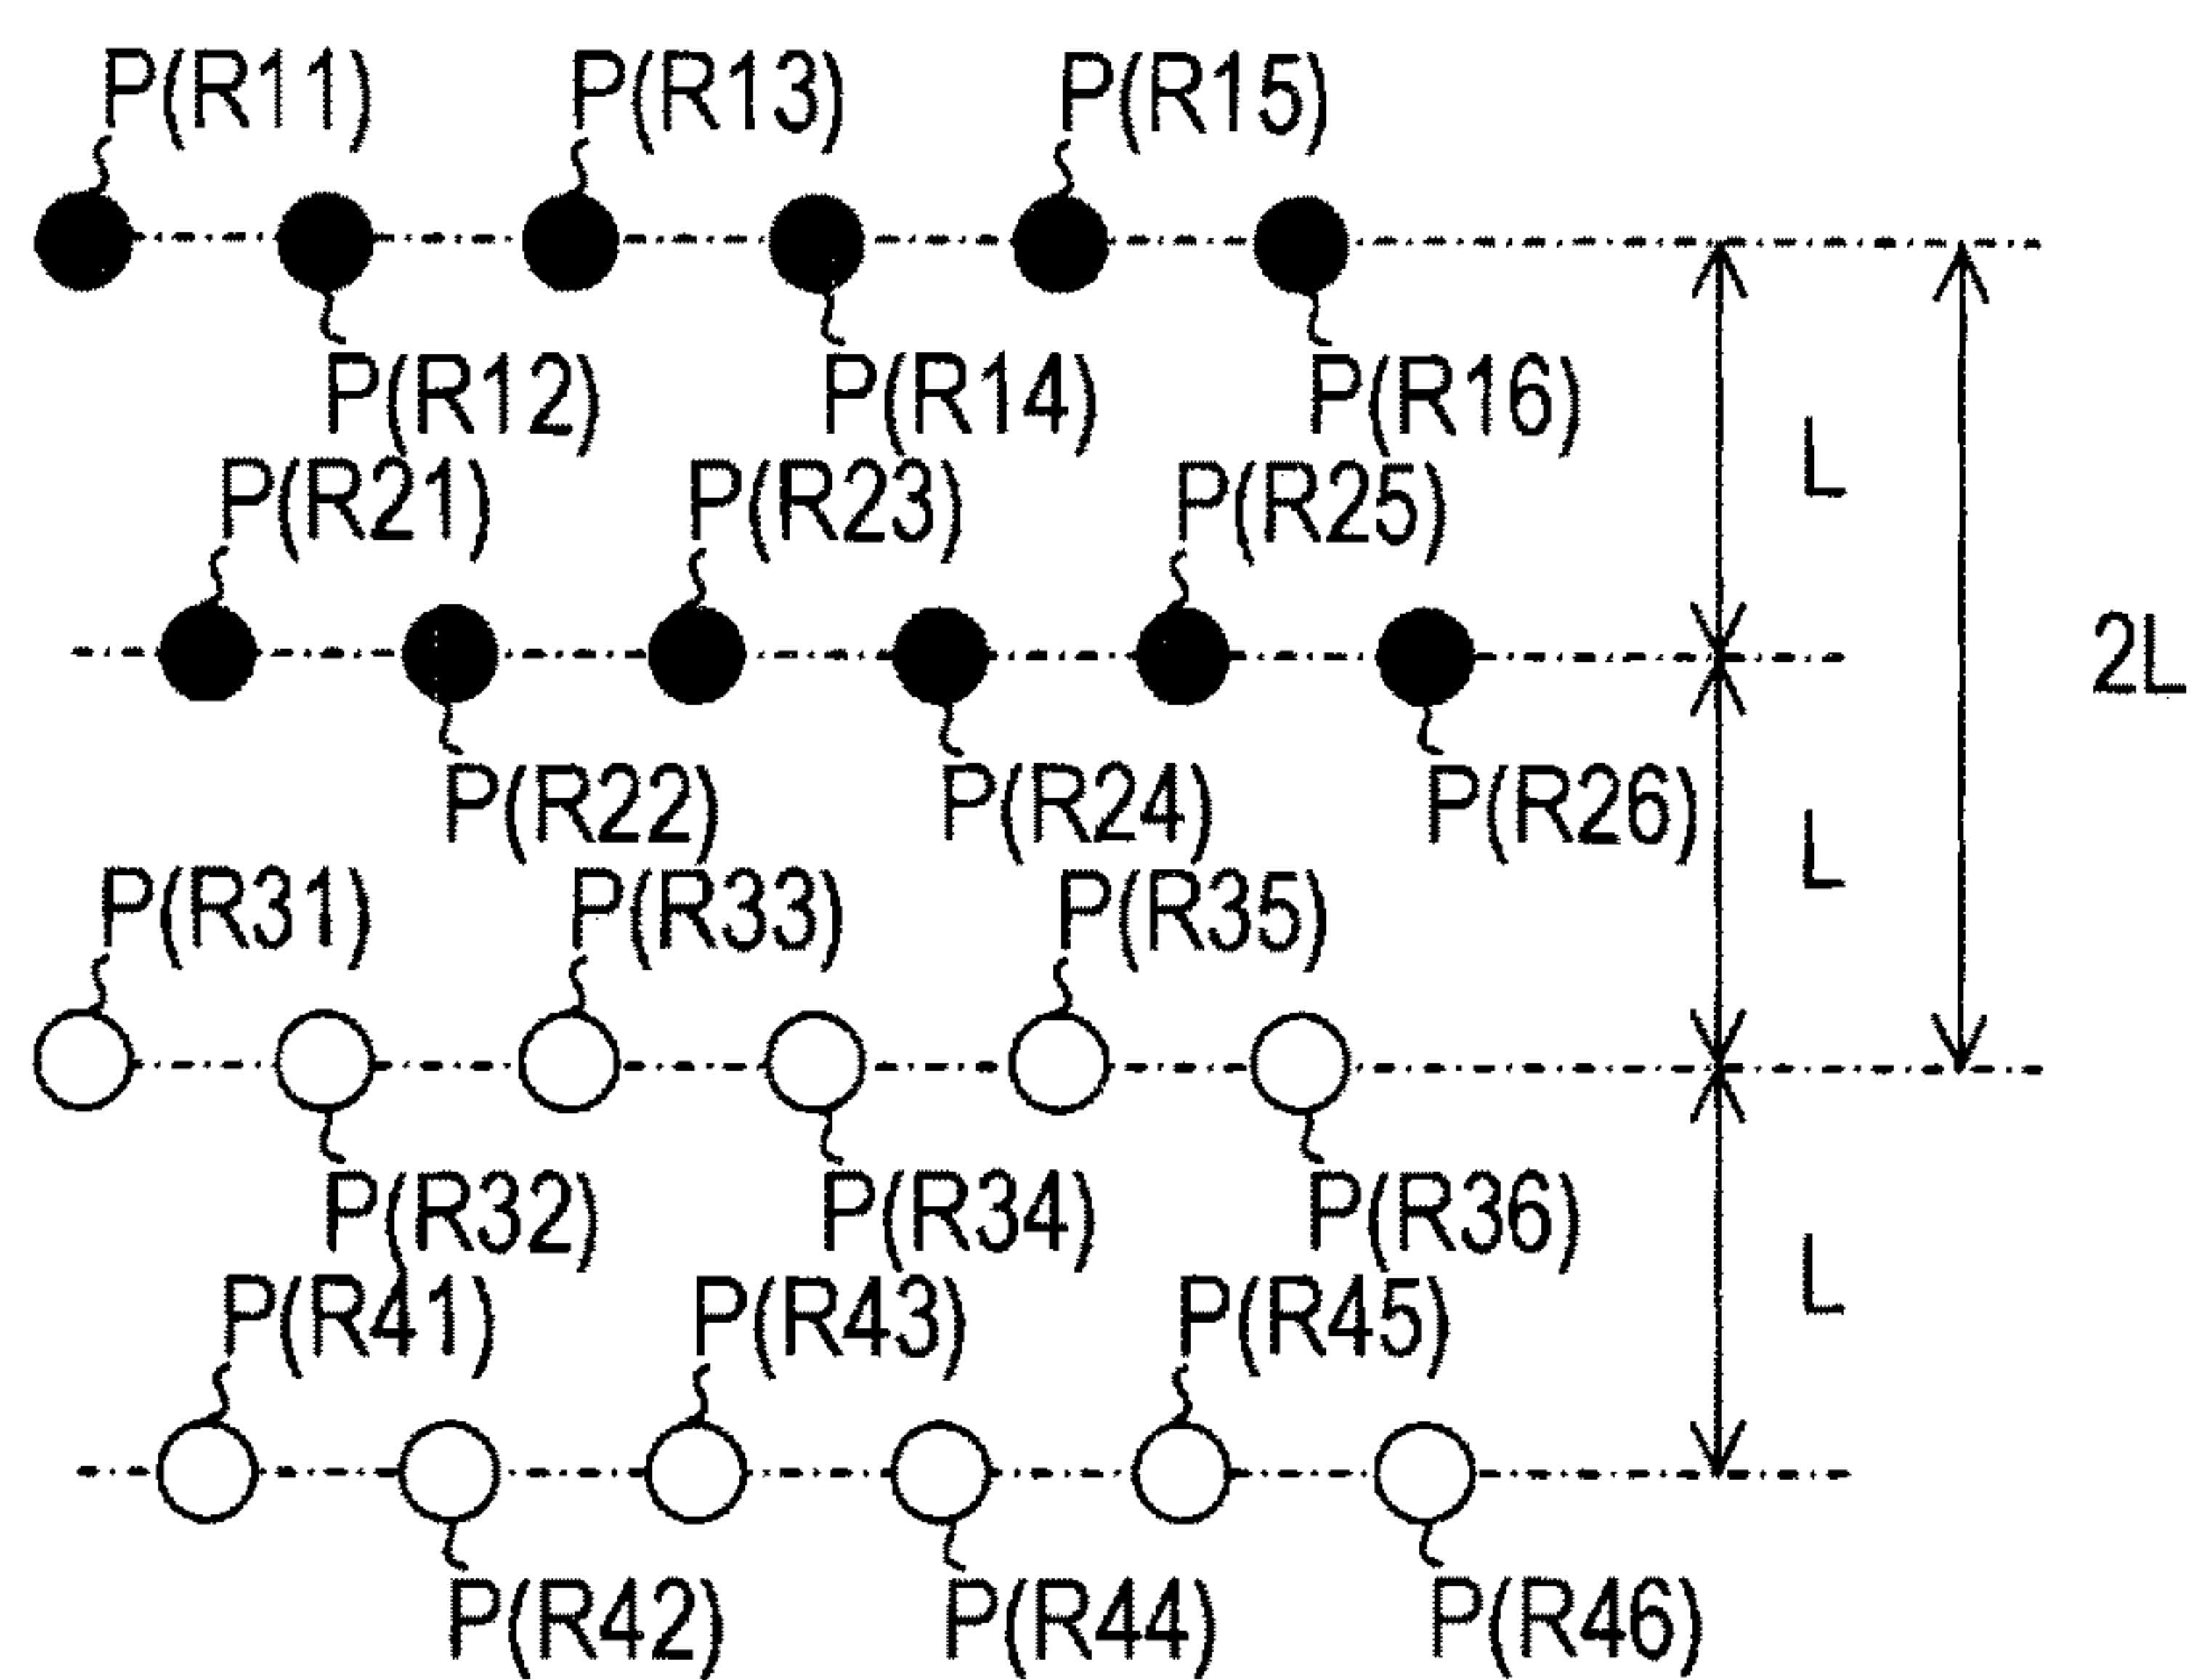 P(R11) P(R13) P(R15)
P(R12) P(R14) P(R16)
L
P(R21) P(R23) P(R25)
2L
P(R22) P(R24) P(R26)
L
P(R31) P(R33) P(R35)
P(R32) P(R34) P(R36)
L
P(R41) P(R43) P(R45)
P(R42) P(R44) P(R46)